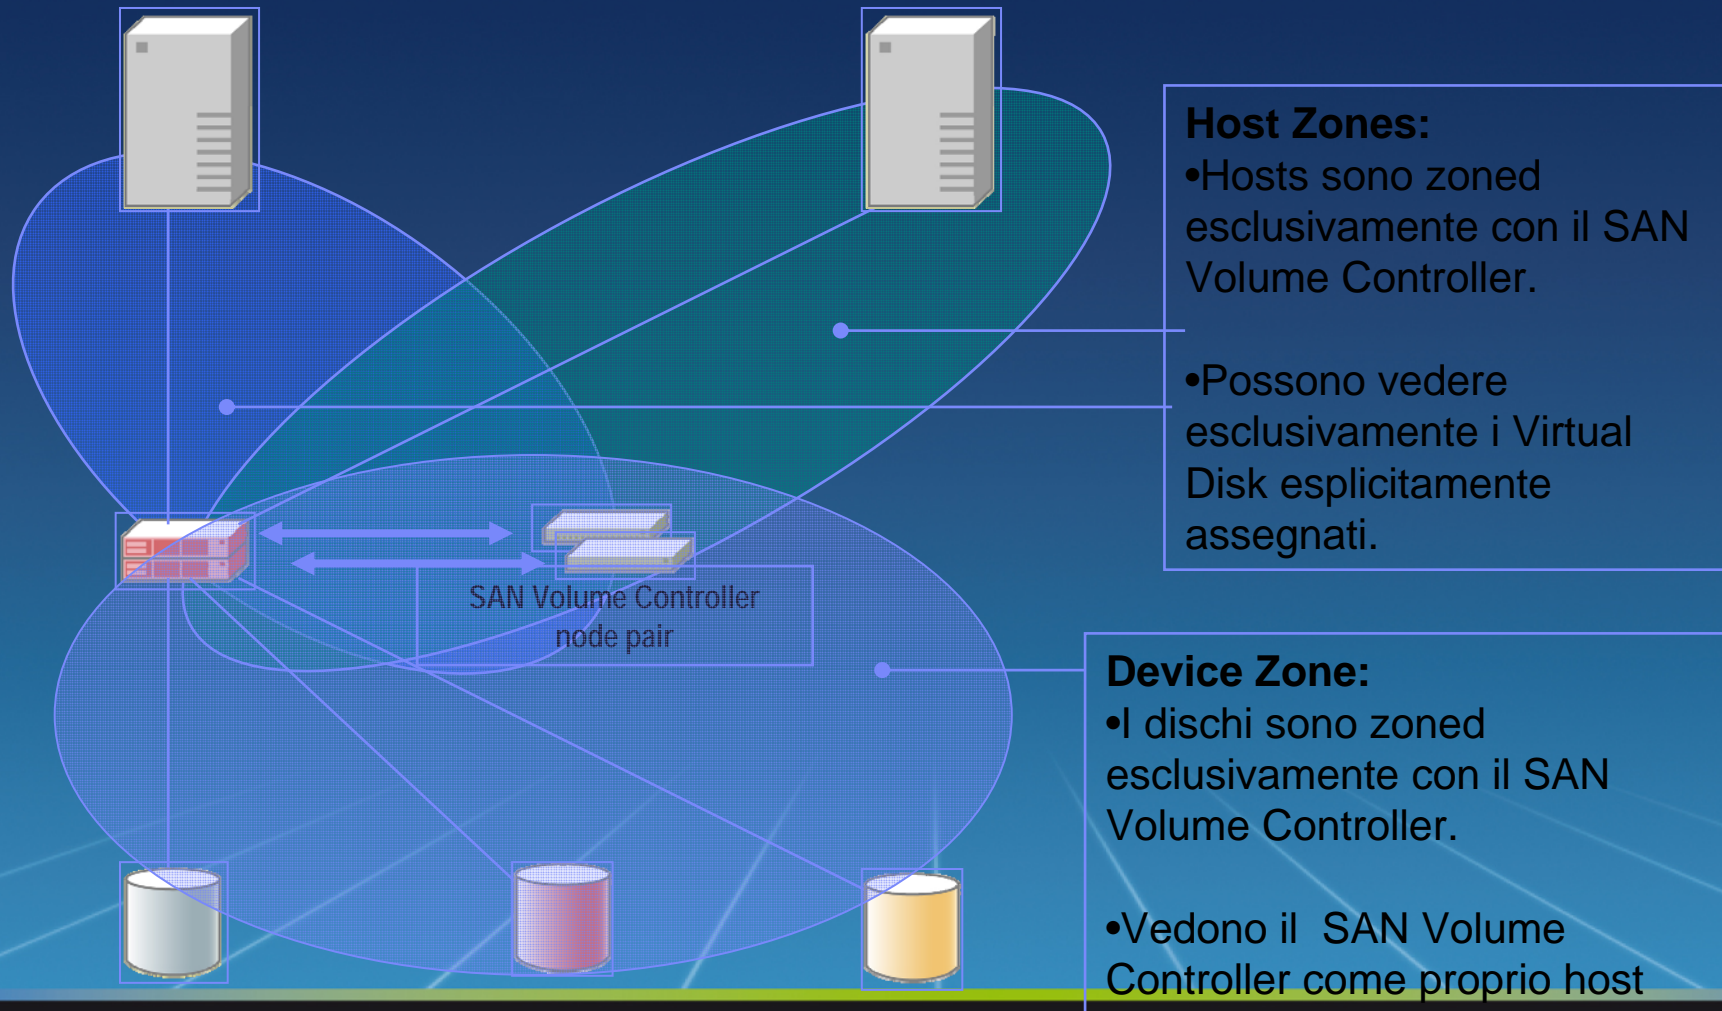 Host Zones:
•Hosts sono zoned
esclusivamente con il SAN
Volume Controller.
•Possono vedere
esclusivamente i Virtual
Disk esplicitamente
assegnati.
SAN Volume Controller
node pair
Device Zone:
•I dischi sono zoned
esclusivamente con il SAN
Volume Controller.
•Vedono il  SAN Volume
Controller come proprio host